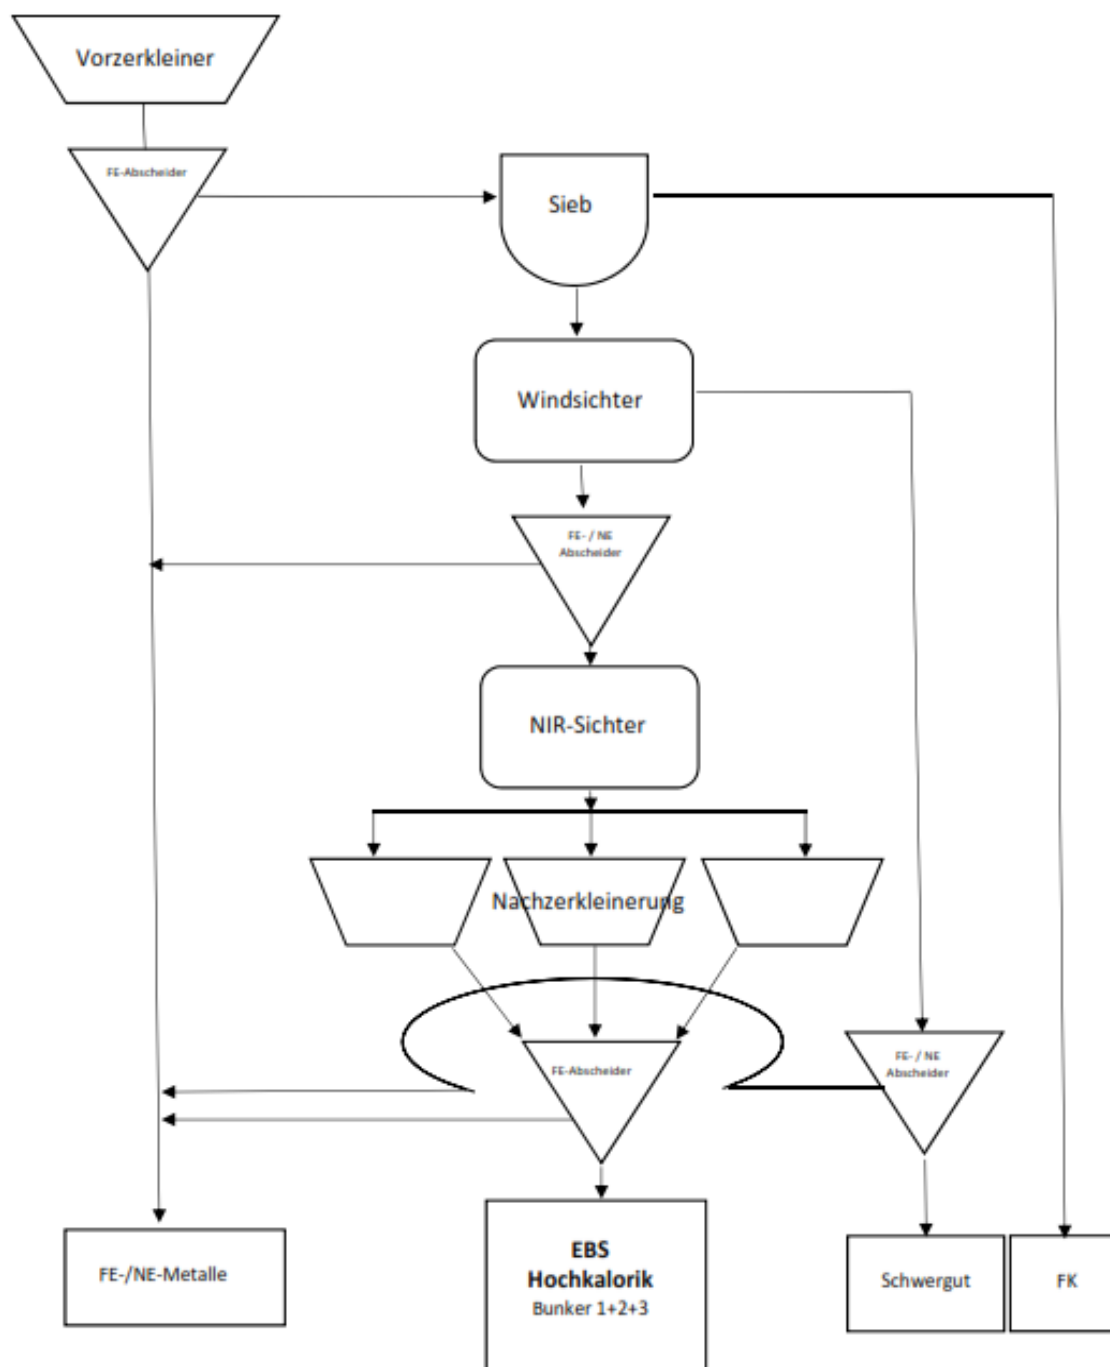 Vorzerkleiner
FE-Abscheider
Sieb
Windsichter
FE- / NE
Abscheider
NIR-Sichter
Nachzerkleinerung
FE-Abscheider
FE- / NE
Abscheider
FE-/NE-Metalle
EBS
Hochkalorik
Bunker 1+2+3
Schwergut
FK